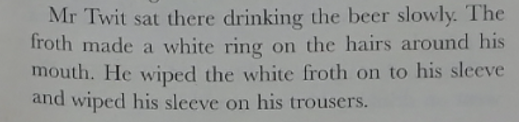 Mr Twit sat there drinking the beer slowly. The
froth made a white ring on the hairs around his
mouth. He wiped the white froth on to his sleeve
and wiped his sleeve on his trousers.